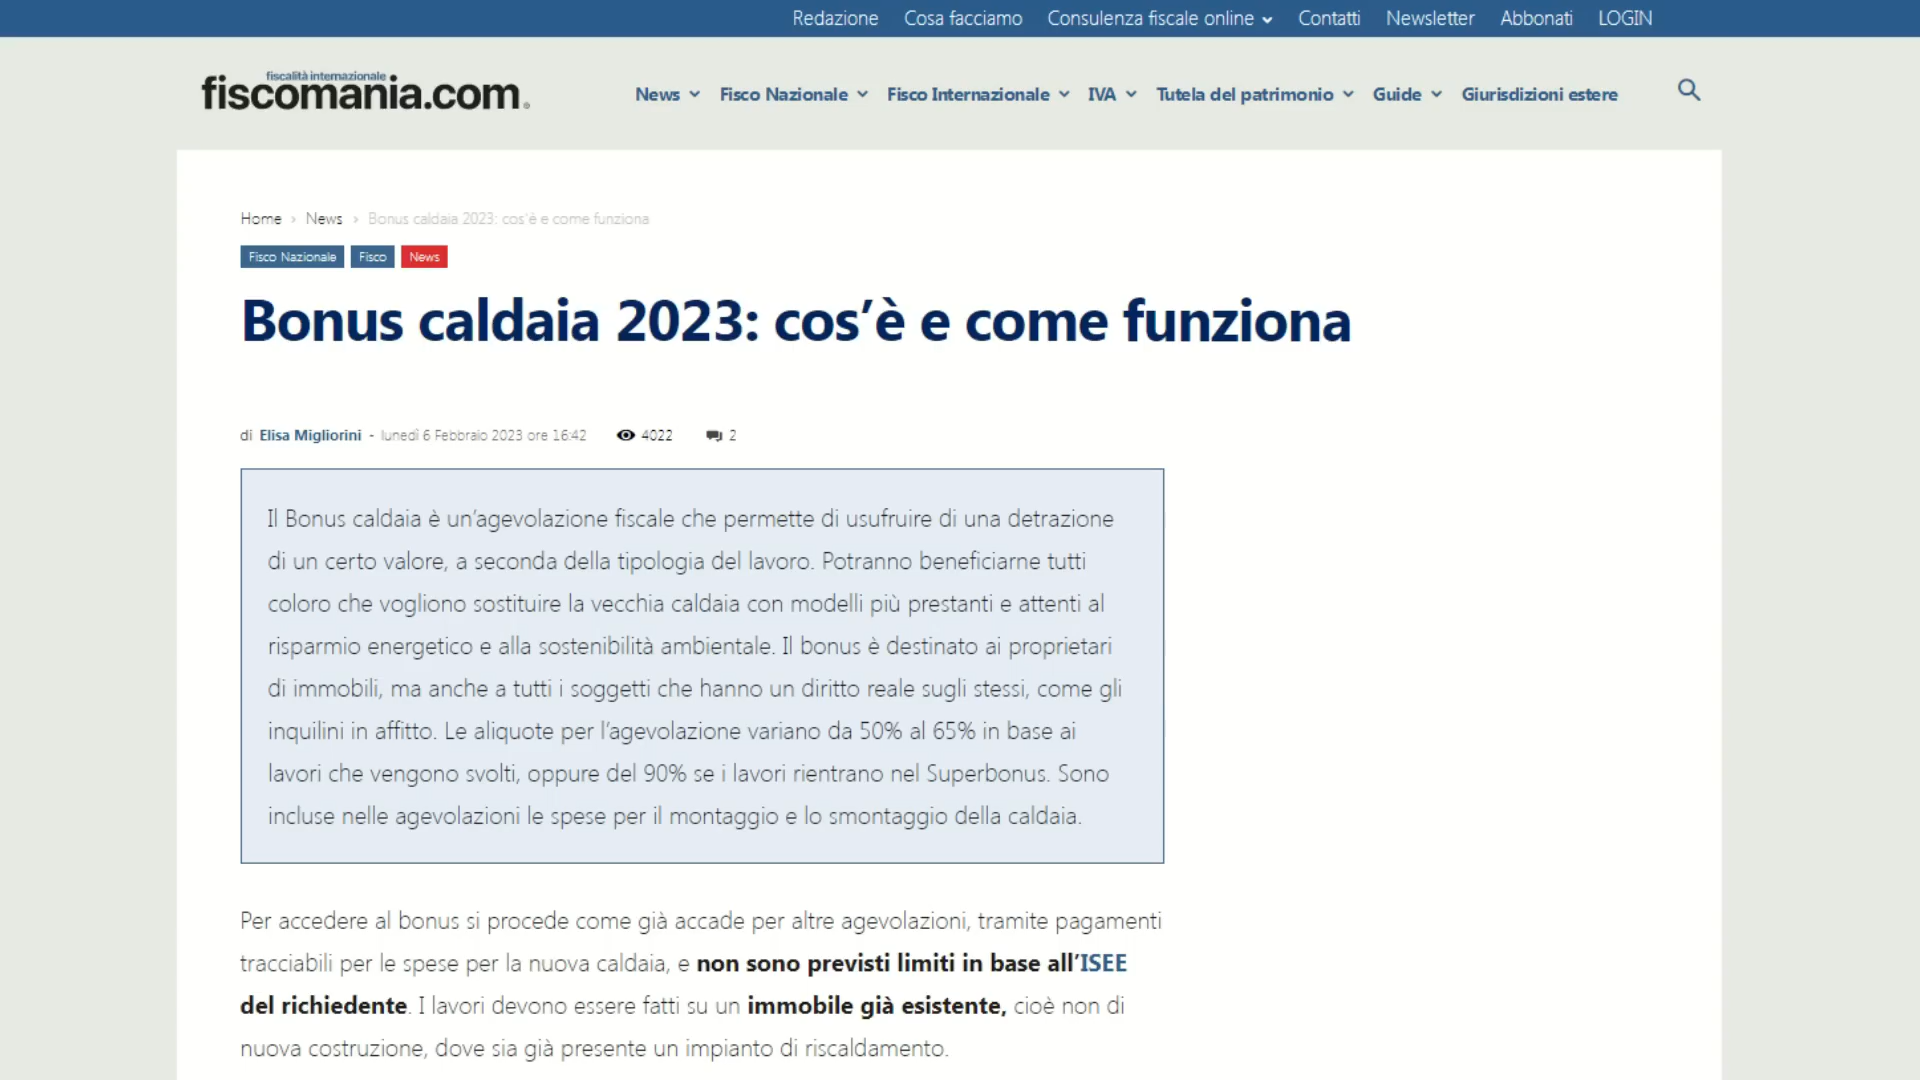 Redazione Cosa facciamo Consulenza fiscale online Contatti Newsletter Abbonati LOGIN
fiscalità internazionale
fiscomania.com®
News Fisco Nazionale Fisco Internazionale IVA Tutela del patrimonio Guide Giurisdizioni estere
Home › News › Bonus caldaia 2023: cos'è e come funziona
Fisco Nazionale Fisco News
Bonus caldaia 2023: cos’è e come funziona
di Elisa Migliorini - lunedì 6 Febbraio 2023 ore 16:42 4022 2
Il Bonus caldaia è un’agevolazione fiscale che permette di usufruire di una detrazione
di un certo valore, a seconda della tipologia del lavoro. Potranno beneficiarne tutti
coloro che vogliono sostituire la vecchia caldaia con modelli più prestanti e attenti al
risparmio energetico e alla sostenibilità ambientale. Il bonus è destinato ai proprietari
di immobili, ma anche a tutti i soggetti che hanno un diritto reale sugli stessi, come gli
inquilini in affitto. Le aliquote per l’agevolazione variano da 50% al 65% in base ai
lavori che vengono svolti, oppure del 90% se i lavori rientrano nel Superbonus. Sono
incluse nelle agevolazioni le spese per il montaggio e lo smontaggio della caldaia.
Per accedere al bonus si procede come già accade per altre agevolazioni, tramite pagamenti
tracciabili per le spese per la nuova caldaia, e non sono previsti limiti in base all’ISEE
del richiedente. I lavori devono essere fatti su un immobile già esistente, cioè non di
nuova costruzione, dove sia già presente un impianto di riscaldamento.